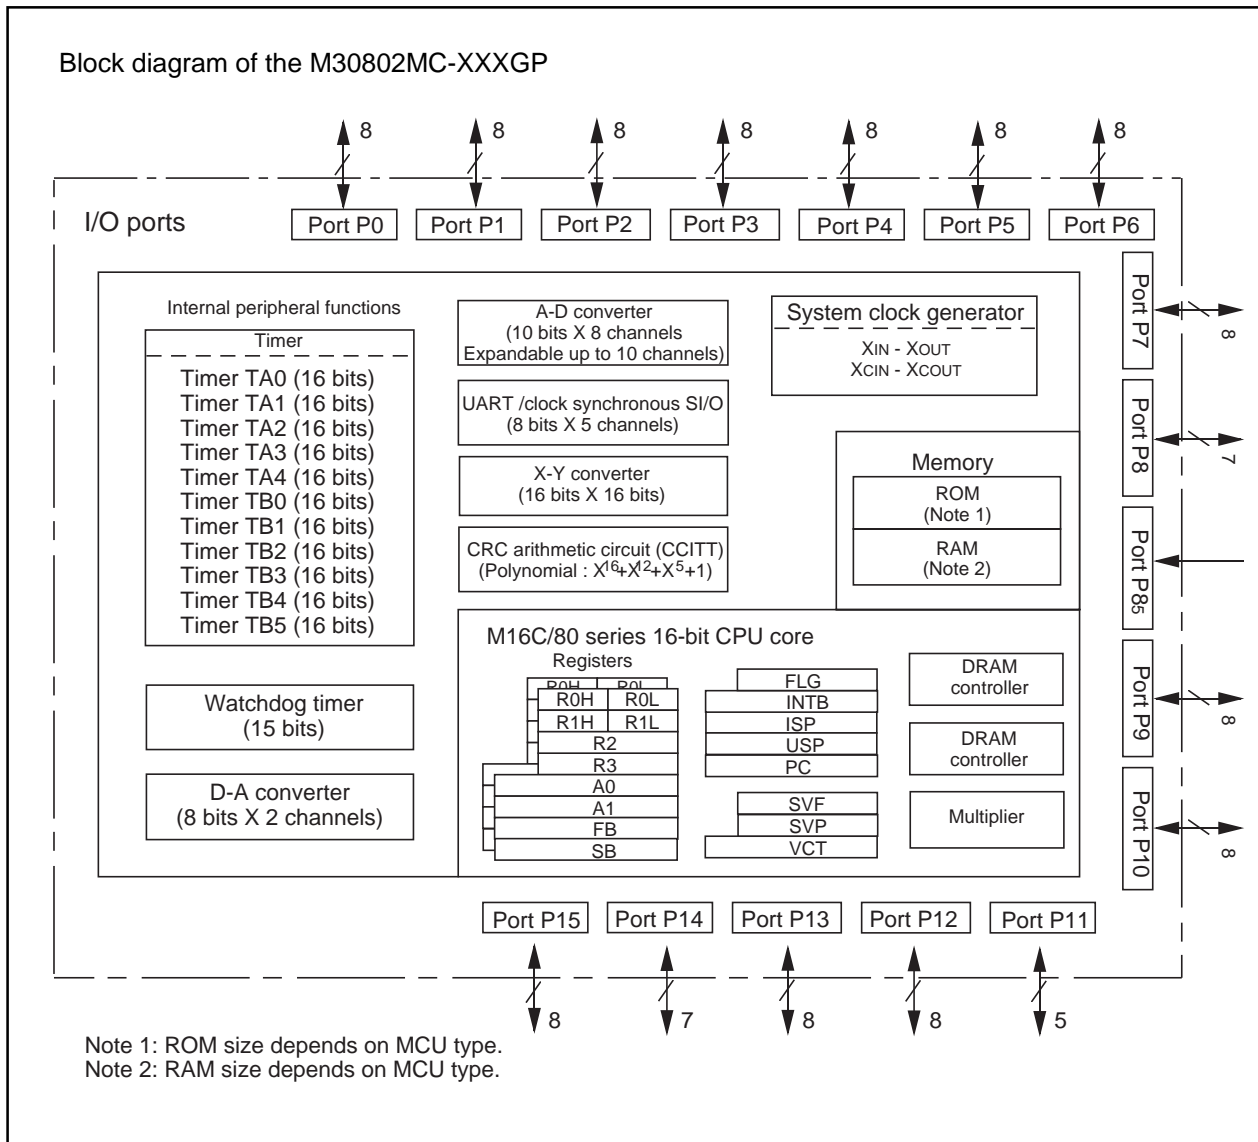 Block diagram of the M30802MC-XXXGP
8
8
8
8
8
8
8
I/O ports
Port P0
Port P1
Port P2
Port P3
Port P4
Port P5
Port P6
Internal peripheral functions
Timer
Timer TA0 (16 bits)
Timer TA1 (16 bits)
Timer TA2 (16 bits)
Timer TA3 (16 bits)
Timer TA4 (16 bits)
Timer TB0 (16 bits)
Timer TB1 (16 bits)
Timer TB2 (16 bits)
Timer TB3 (16 bits)
Timer TB4 (16 bits)
Timer TB5 (16 bits)
Watchdog timer
(15 bits)
D-A converter
(8 bits X 2 channels)
A-D converter
(10 bits X 8 channels
Expandable up to 10 channels)
UART /clock synchronous SI/O
(8 bits X 5 channels)
X-Y converter
(16 bits X 16 bits)
CRC arithmetic circuit (CCITT)
(Polynomial : X16+X12+X5+1)
System clock generator
XIN - XOUT
XCIN - XCOUT
Memory
ROM
(Note 1)
RAM
(Note 2)
M16C/80 series 16-bit CPU core
Registers
R0H R0L
R0H R0L
R1H R1L
R2
R3
A0
A1
FB
SB
FLG
INTB
ISP
USP
PC
SVF
SVP
VCT
DRAM
controller
DRAM
controller
Multiplier
Port P7
8
Port P8
7
Port P85
Port P9
8
Port P10
8
Port P15
Port P14
Port P13
Port P12
Port P11
8
7
8
8
5
Note 1: ROM size depends on MCU type.
Note 2: RAM size depends on MCU type.